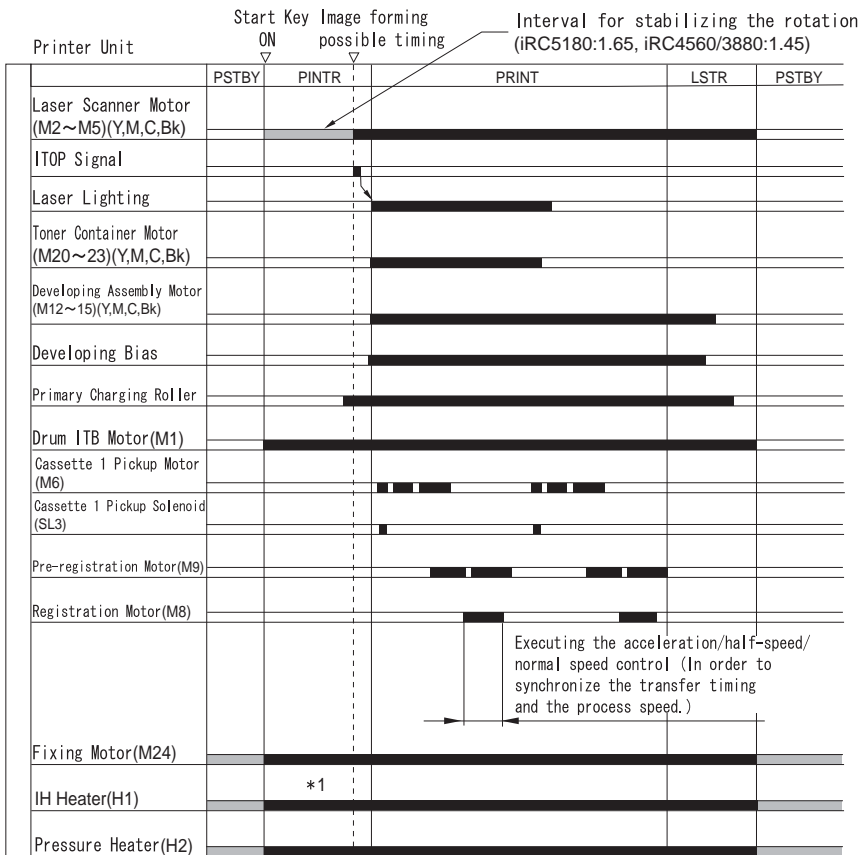 Start Key
ON
Image forming
possible timing
Interval for stabilizing the rotation
(iRC5180:1.65, iRC4560/3880:1.45)
Printer Unit
PSTBY PINTR PRINT LSTR PSTBY
Laser Scanner Motor
(M2～M5)(Y,M,C,Bk)
ITOP Signal
Laser Lighting
Toner Container Motor
(M20～23)(Y,M,C,Bk)
Developing Assembly Motor
(M12～15)(Y,M,C,Bk)
Developing Bias
Primary Charging Roller
Drum ITB Motor(M1)
Cassette 1 Pickup Motor
(M6)
Cassette 1 Pickup Solenoid
(SL3)
Pre-registration Motor(M9)
Registration Motor(M8)
Executing the acceleration/half-speed/
normal speed control (In order to
synchronize the transfer timing
and the process speed.)
Fixing Motor(M24)
*1
IH Heater(H1)
Pressure Heater(H2)